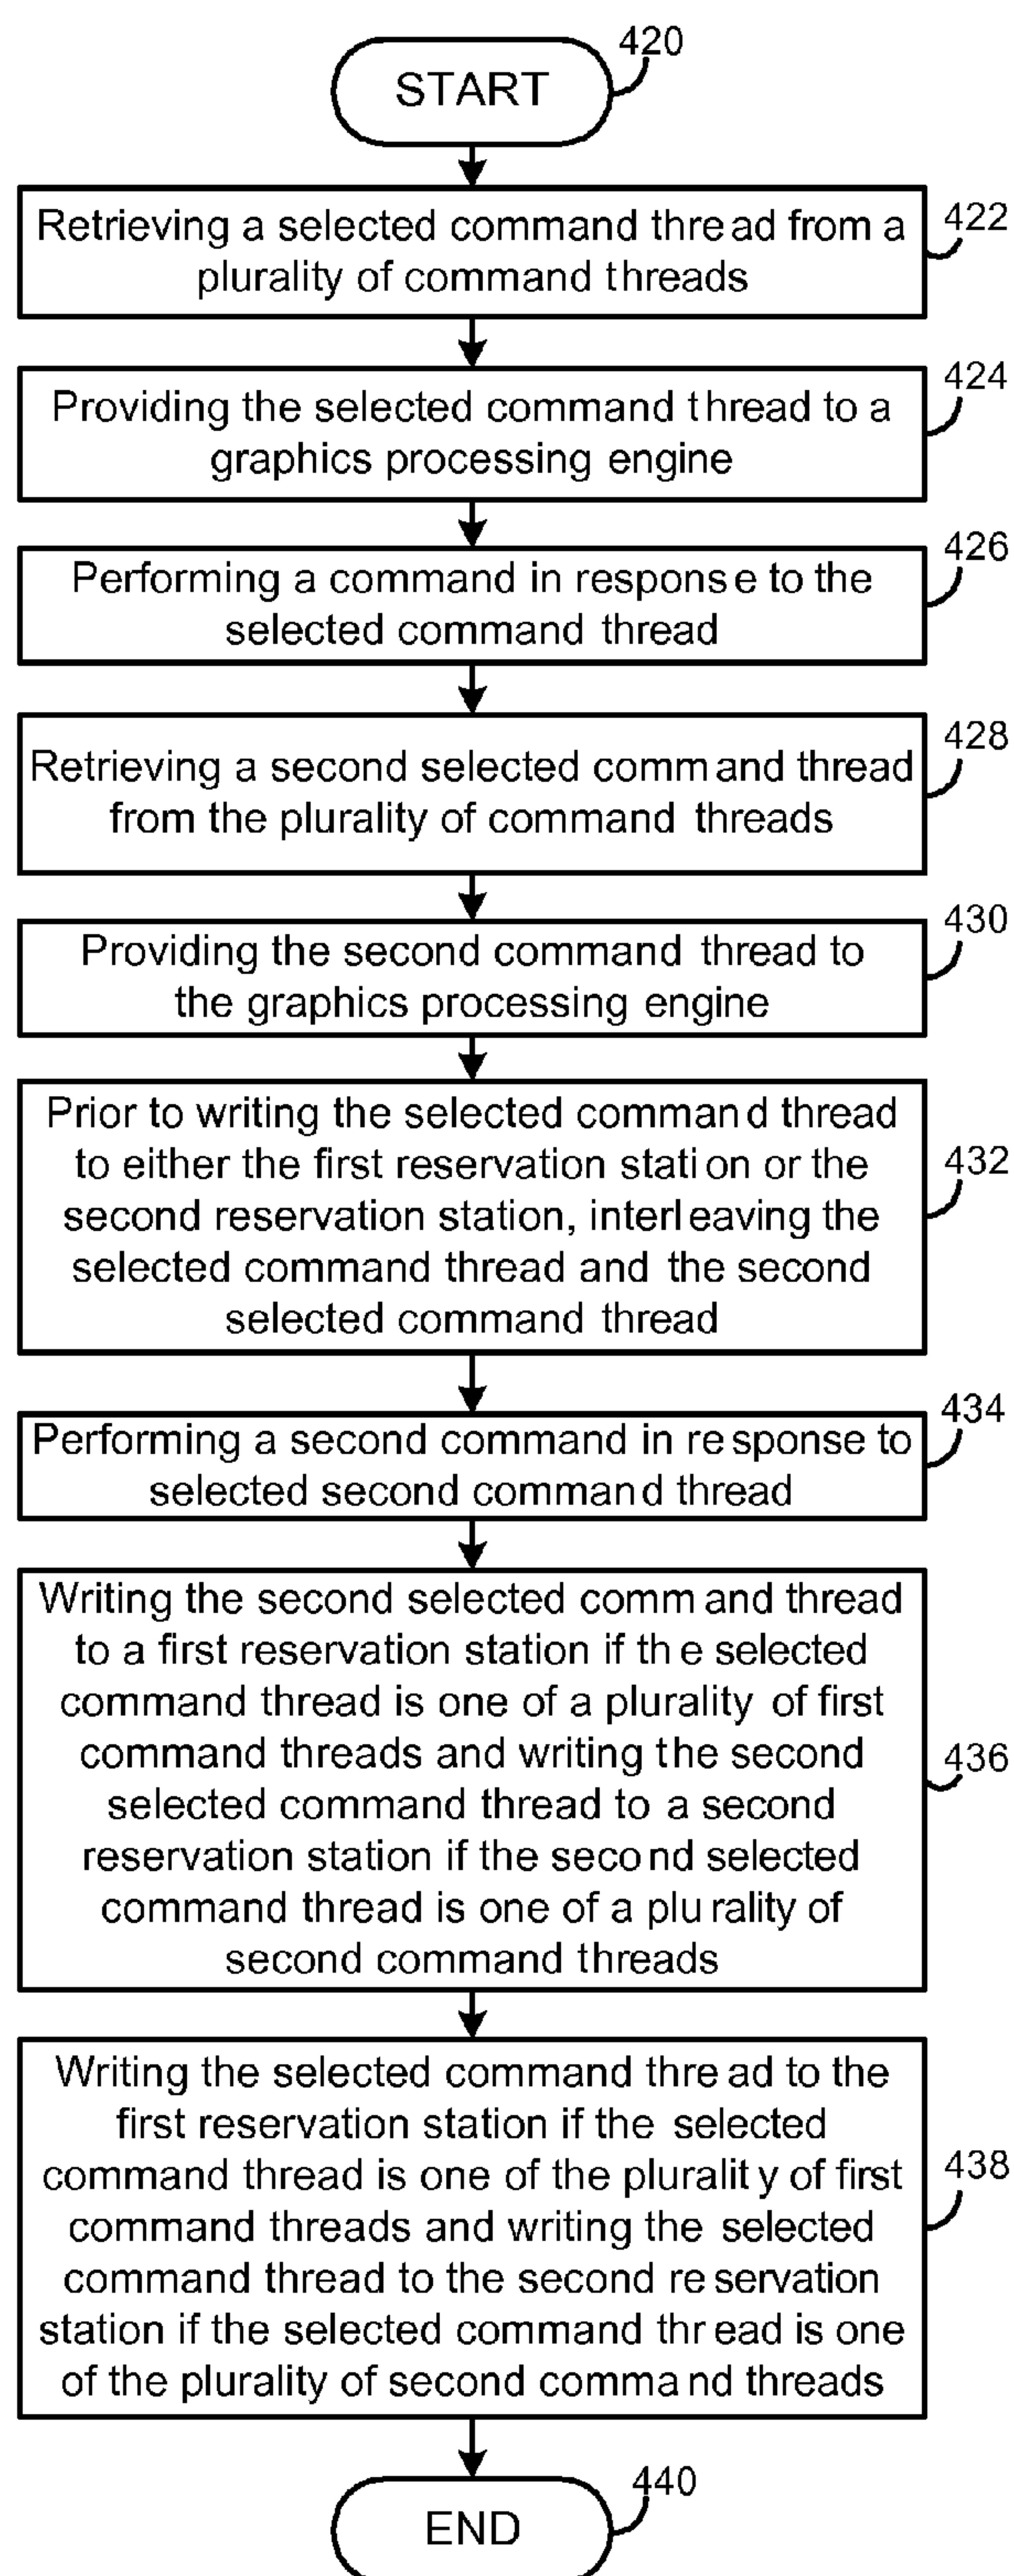 420
START
422
Retrieving a selected command thread from a
plurality of command threads
424
Providing the selected command thread to a
graphics processing engine
426
Performing a command in response to the
selected command thread
428
Retrieving a second selected command thread
from the plurality of command threads
430
Providing the second command thread to
the graphics processing engine
Prior to writing the selected command thread
to either the first reservation station or the
432
second reservation station, interleaving the
selected command thread and the second
selected command thread
434
Performing a second command in response to
selected second command thread
Writing the second selected command thread
to a first reservation station if the selected
command thread is one of a plurality of first
command threads and writing the second
436
selected command thread to a second
reservation station if the second selected
command thread is one of a plurality of
second command threads
Writing the selected command thread to the
first reservation station if the selected
438
command thread is one of the plurality of first
command threads and writing the selected
command thread to the second reservation
station if the selected command thread is one
of the plurality of second command threads
440
END